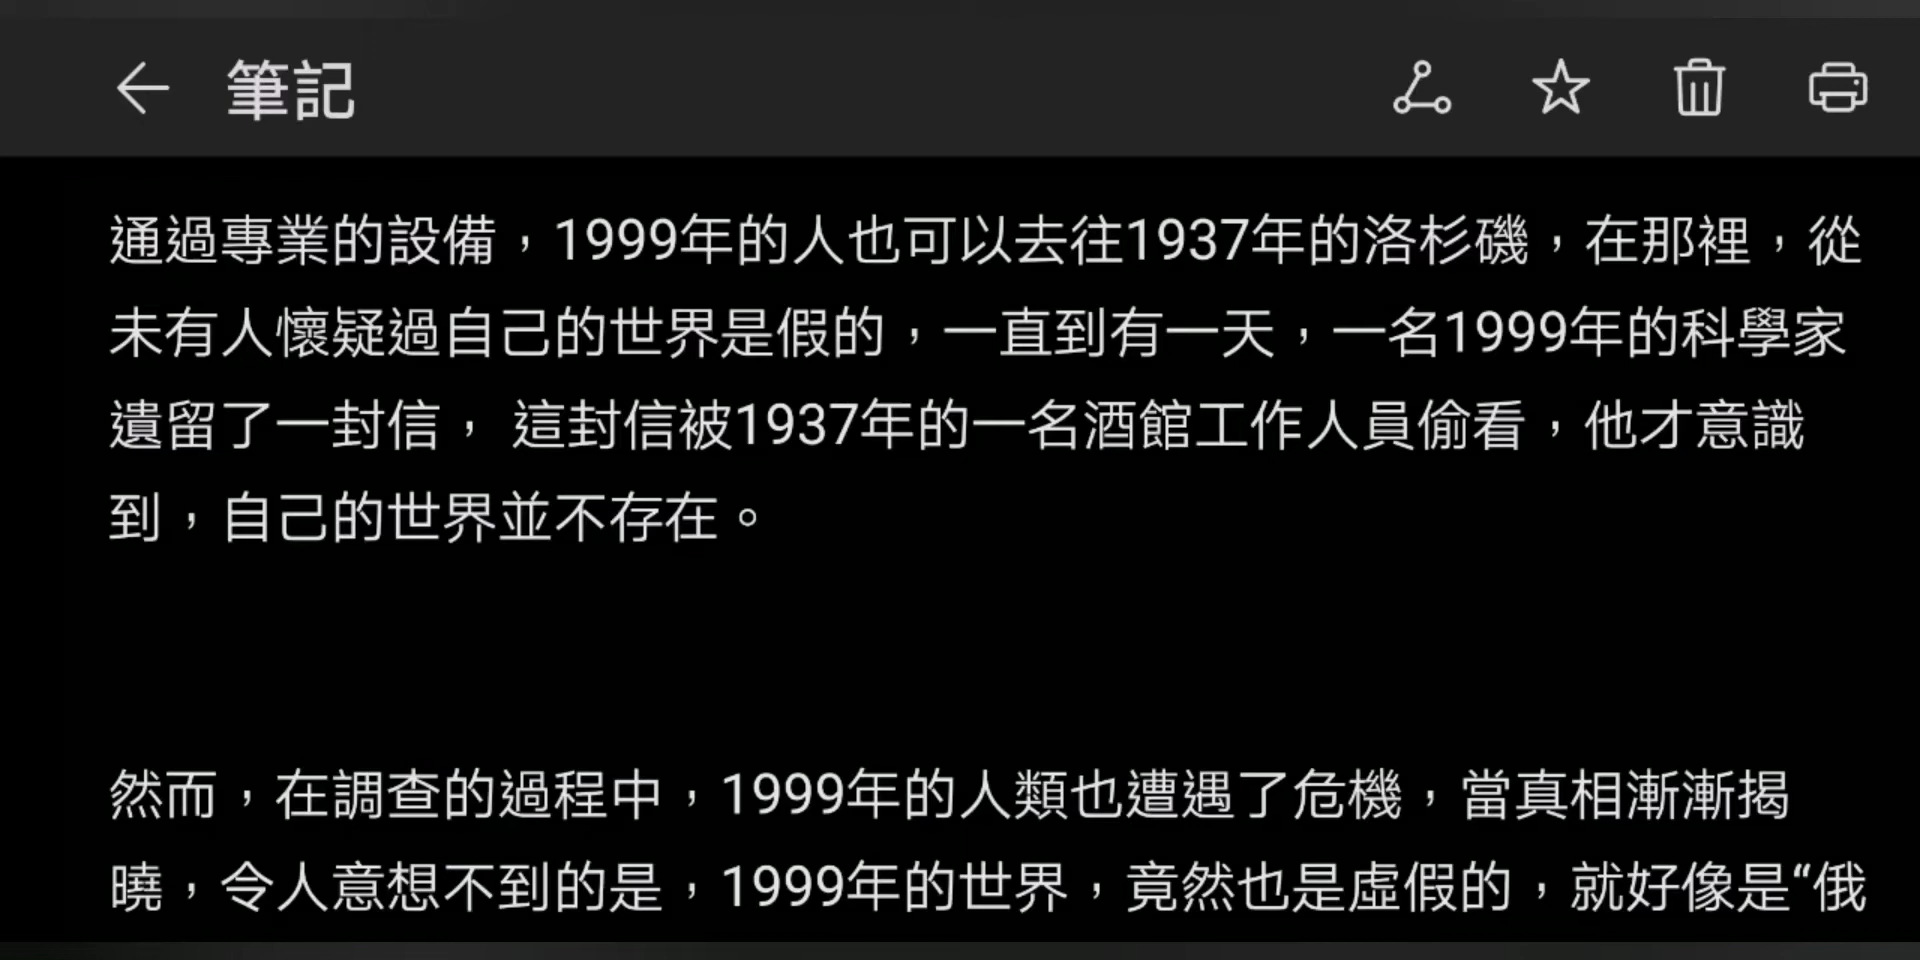 筆記
通過專業的設備，1999年的人也可以去往1937年的洛杉磯，在那裡，從
未有人懷疑過自己的世界是假的，一直到有一天，一名1999年的科學家
遺留了一封信， 這封信被1937年的一名酒館工作人員偷看，他才意識
到，自己的世界並不存在。
然而，在調查的過程中，1999年的人類也遭遇了危機，當真相漸漸揭
曉，令人意想不到的是，1999年的世界，竟然也是虛假的，就好像是“俄